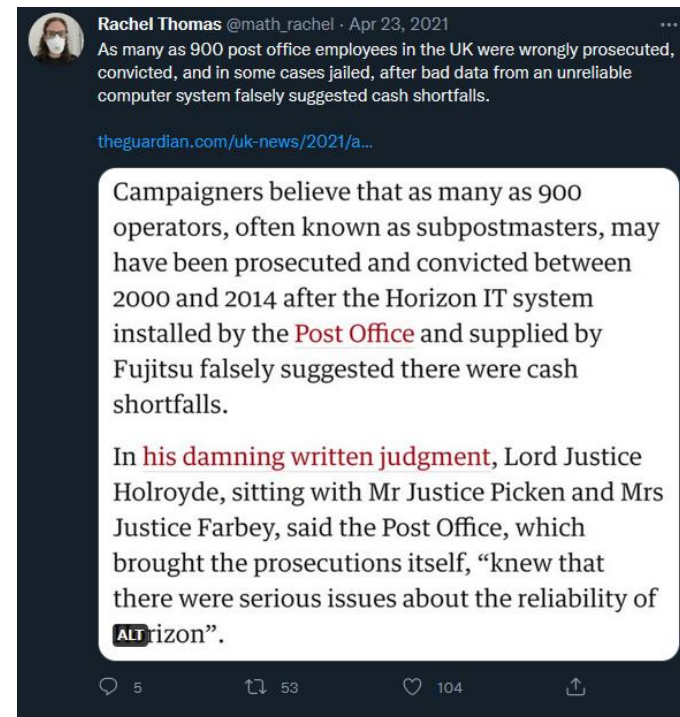 Rachel Thomas @math_rachel · Apr 23, 2021
As many as 900 post office employees in the UK were wrongly prosecuted,
convicted, and in some cases jailed, after bad data from an unreliable
computer system falsely suggested cash shortfalls.
theguardian.com/uk-news/2021/a...
Campaigners believe that as many as 900
operators, often known as subpostmasters, may
have been prosecuted and convicted between
2000 and 2014 after the Horizon IT system
installed by the Post Office and supplied by
Fujitsu falsely suggested there were cash
shortfalls.
In his damning written judgment, Lord Justice
Holroyde, sitting with Mr Justice Picken and Mrs
Justice Farbey, said the Post Office, which
brought the prosecutions itself, “knew that
there were serious issues about the reliability of
ALT rizon”.
5 53 104